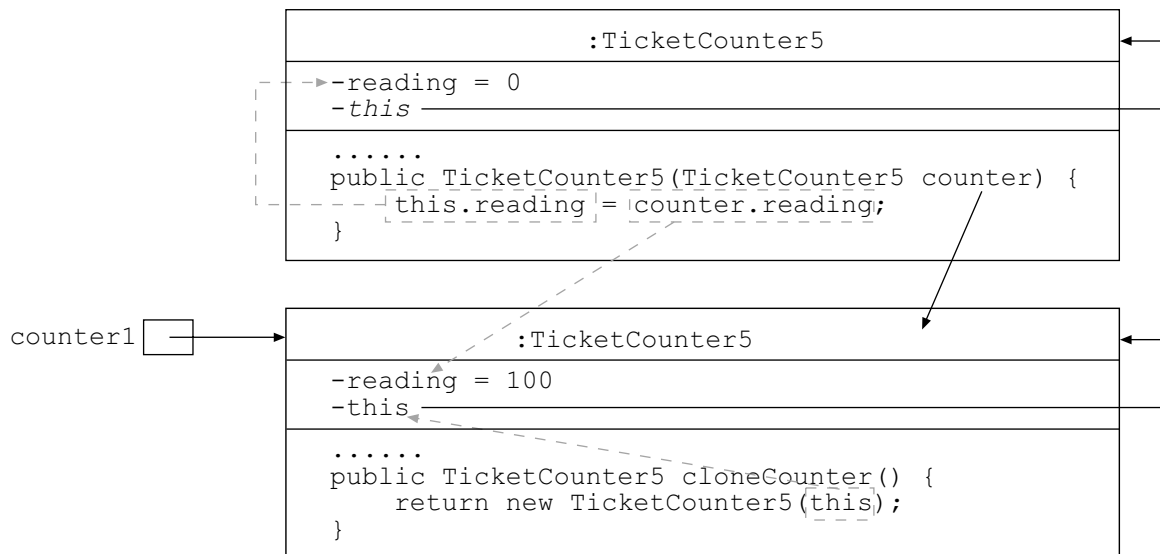 :TicketCounter5
-reading = 0
-this
......
public TicketCounter5(TicketCounter5 counter) {
this.reading = counter.reading;
}
counter1
:TicketCounter5
-reading = 100
-this
......
public TicketCounter5 cloneCounter() {
return new TicketCounter5(this);
}